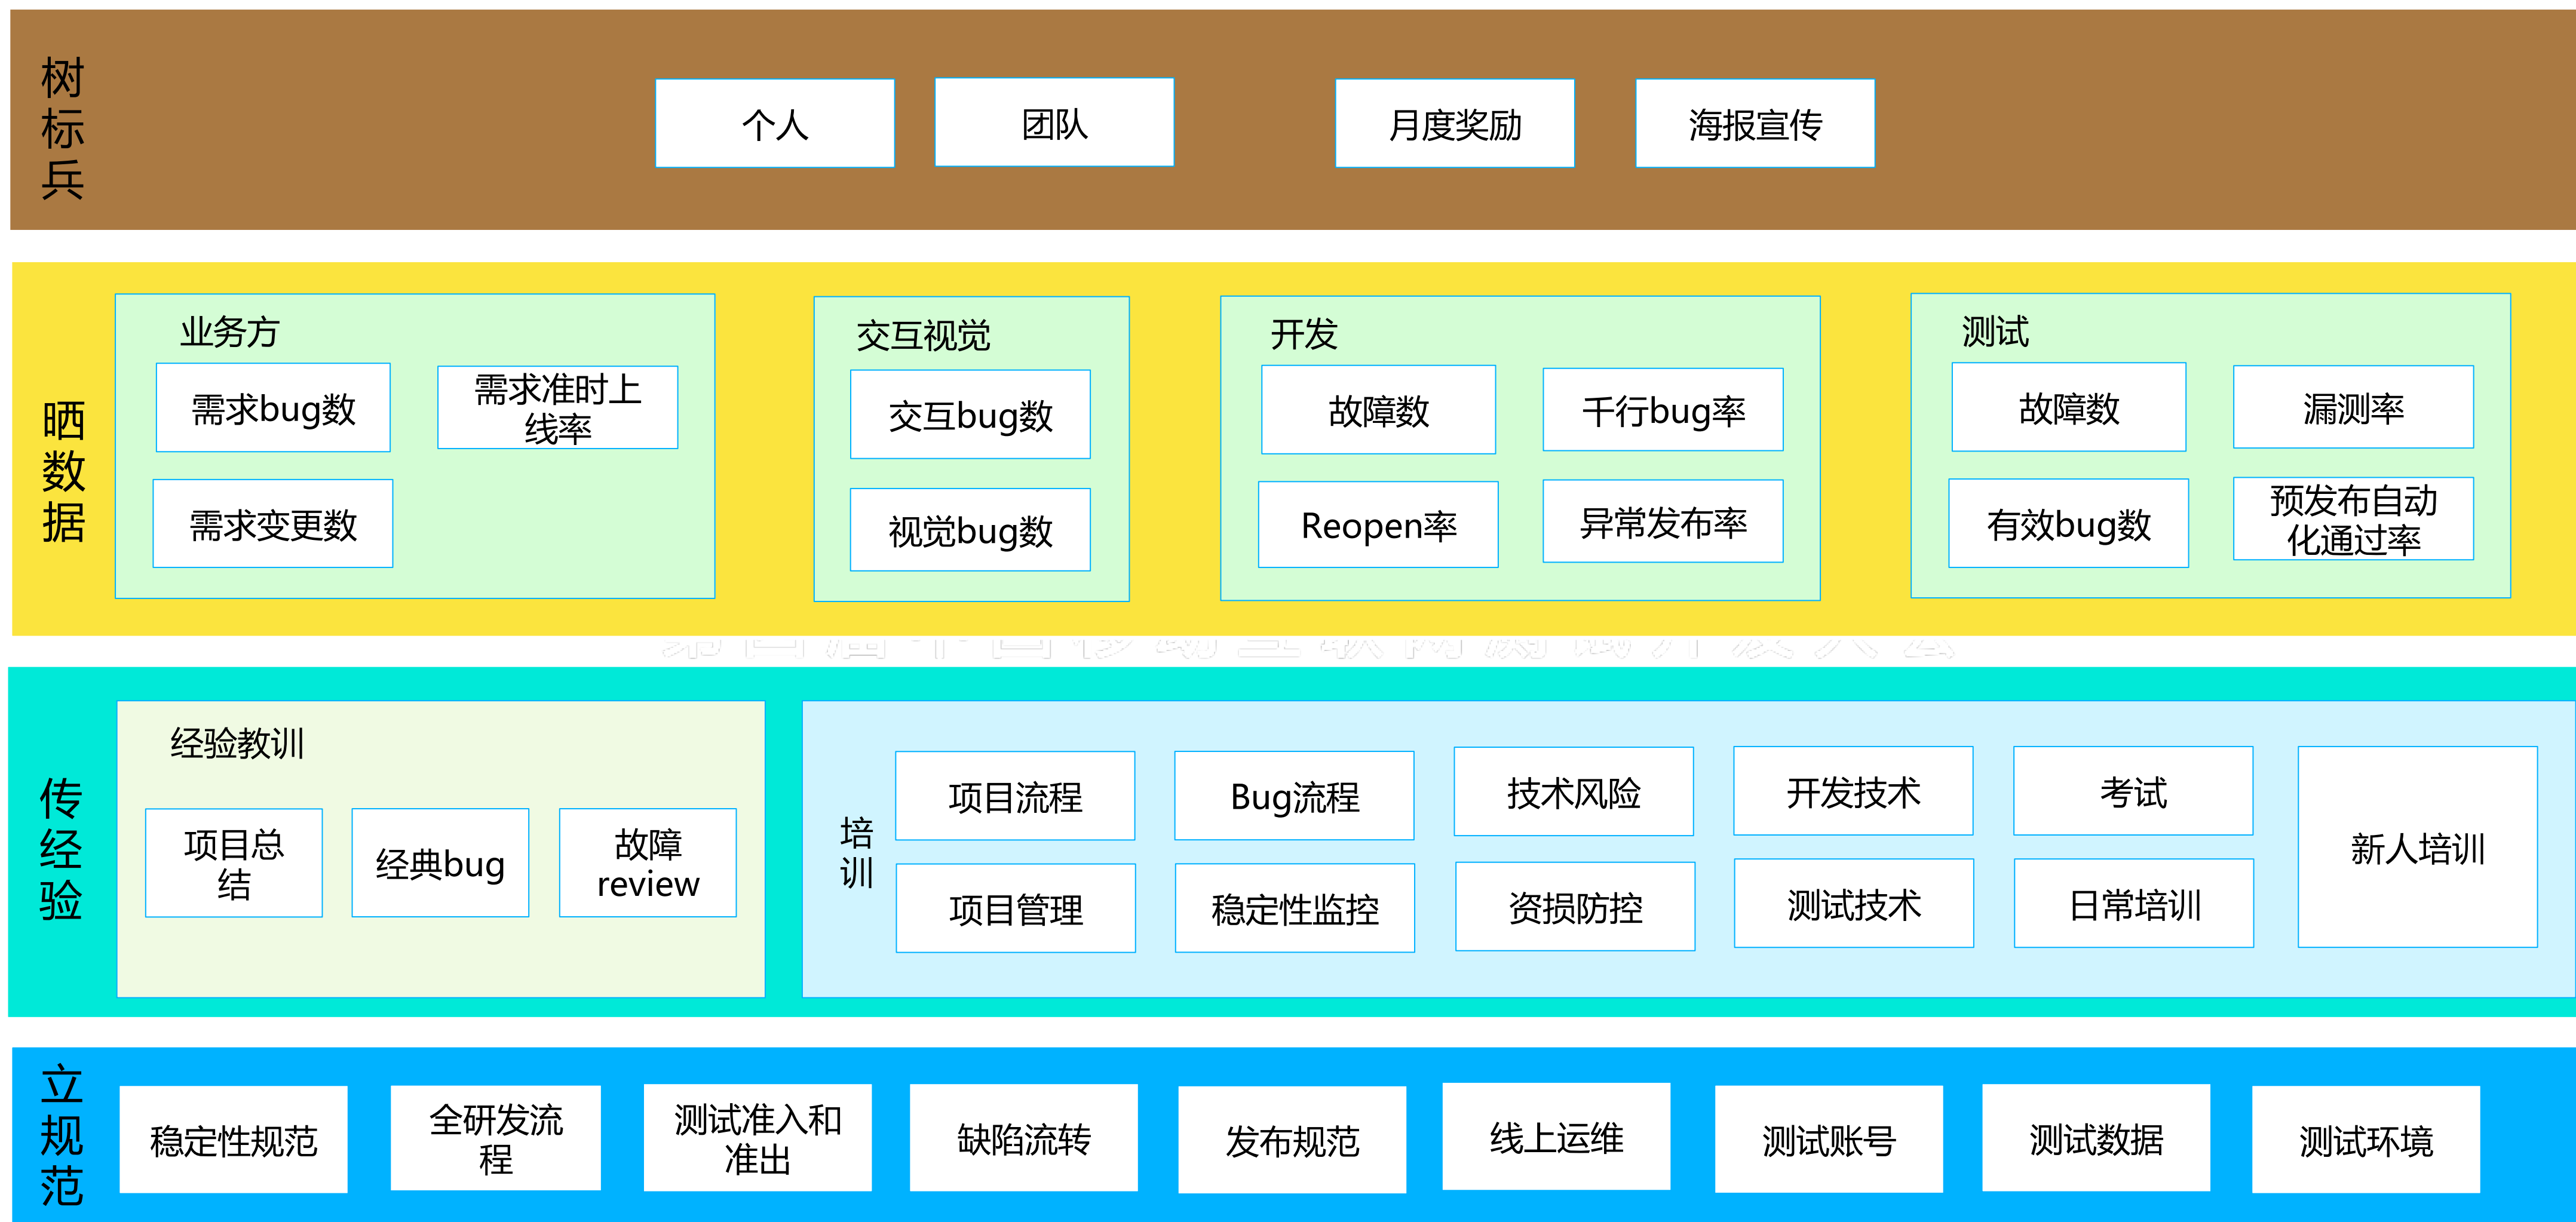 树标兵
个人
团队
月度奖励
海报宣传
晒数据
业务方
需求bug数
需求准时上
线率
需求变更数
交互视觉
交互bug数
视觉bug数
开发
故障数
千行bug率
Reopen率
异常发布率
测试
故障数
漏测率
有效bug数
预发布自动
化通过率
传经验
经验教训
项目总
结
经典bug
故障
review
培训
项目流程
Bug流程
技术风险
开发技术
考试
新人培训
项目管理
稳定性监控
资损防控
测试技术
日常培训
立规范
稳定性规范
全研发流
程
测试准入和
准出
缺陷流转
发布规范
线上运维
测试账号
测试数据
测试环境